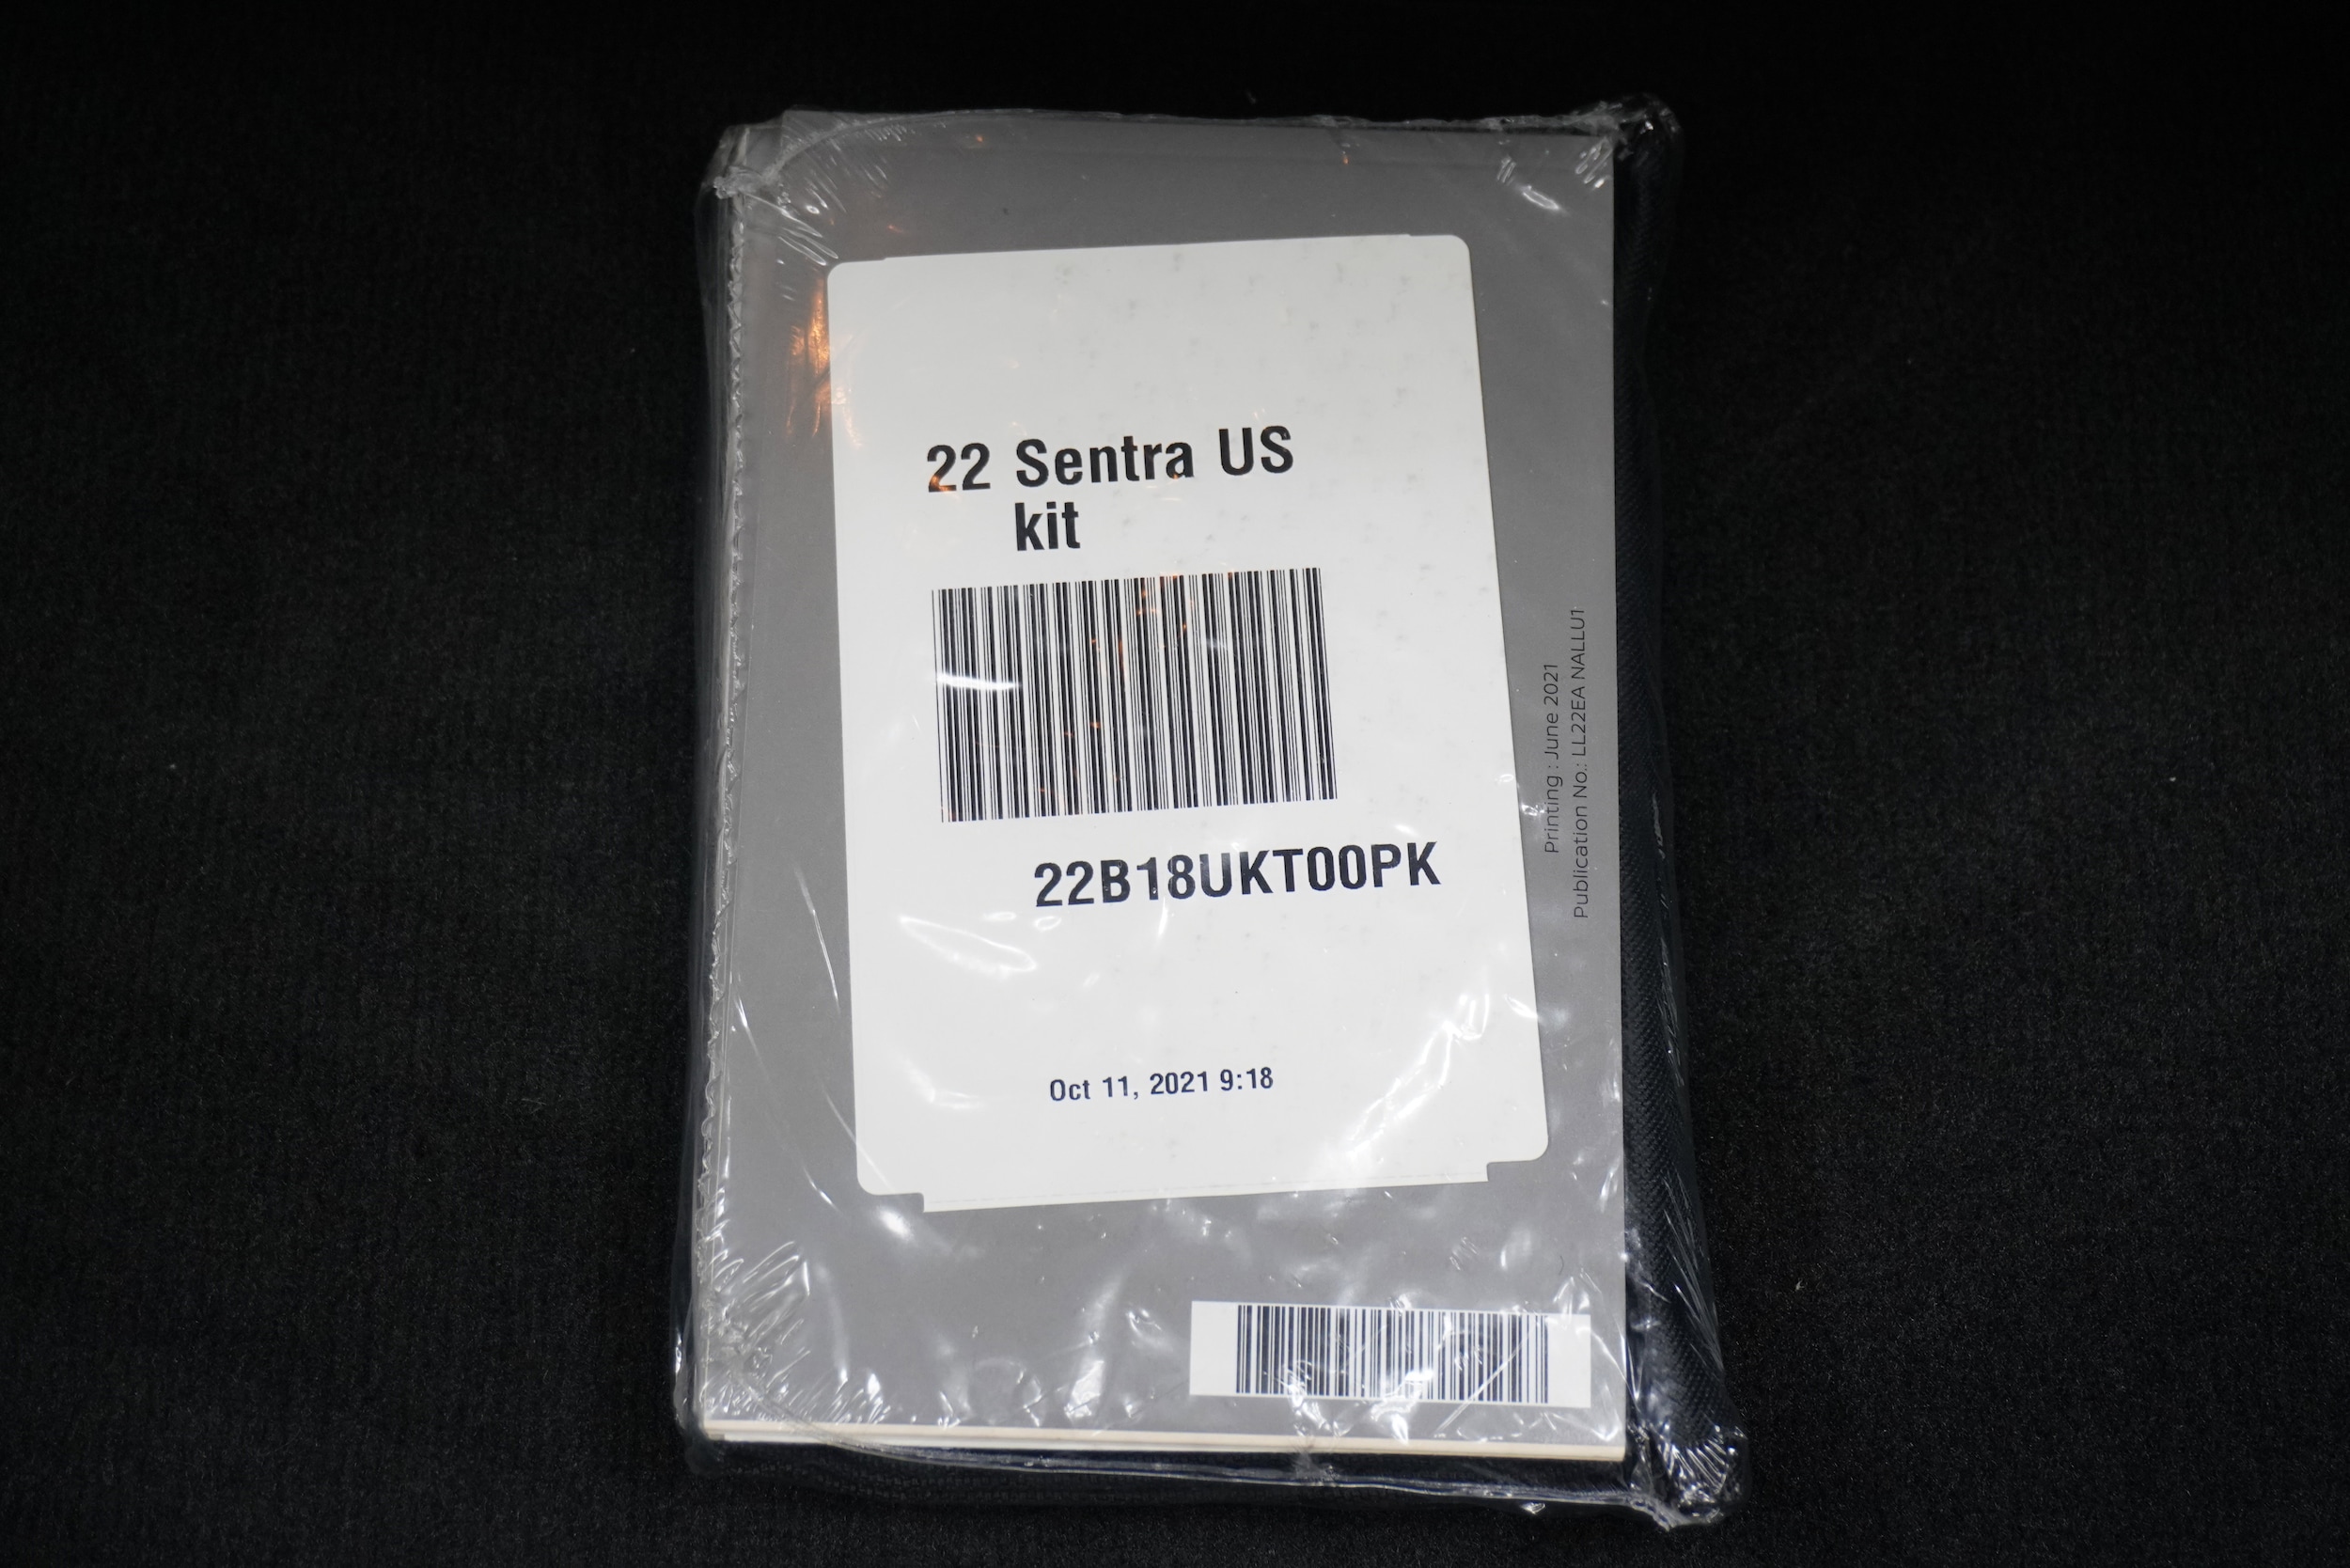 22 Sentra US
kit
22B18UKT00PK
Oct 11, 2021 9:18
Printing : June 2021
Publication No.: LL22EA NALLU1